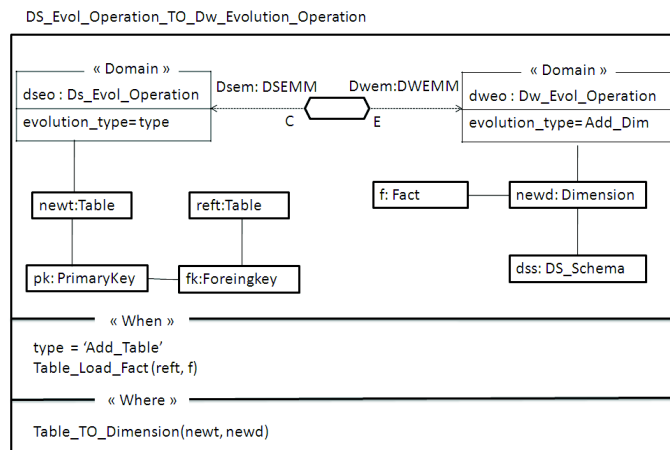 DS_Evol_Operation_TO_Dw_Evolution_Operation
« Domain »
dseo : Ds_Evol_Operation
evolution_type=type
Dsem: DSEMM
Dwem:DWEMM
C
E
« Domain »
dweo : Dw_Evol_Operation
evolution_type=Add_Dim
newt:Table
reft:Table
f: Fact
newd: Dimension
pk: PrimaryKey
fk:Foreingkey
dss: DS_Schema
« When »
type = ‘Add_Table’
Table_Load_Fact(reft, f)
« Where »
Table_TO_Dimension(newt, newd)